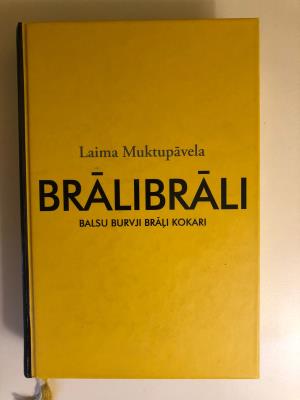 Laima Muktupāvela
BRĀLIBRĀLI
BALSU BURVJI BRĀĻI KOKARI